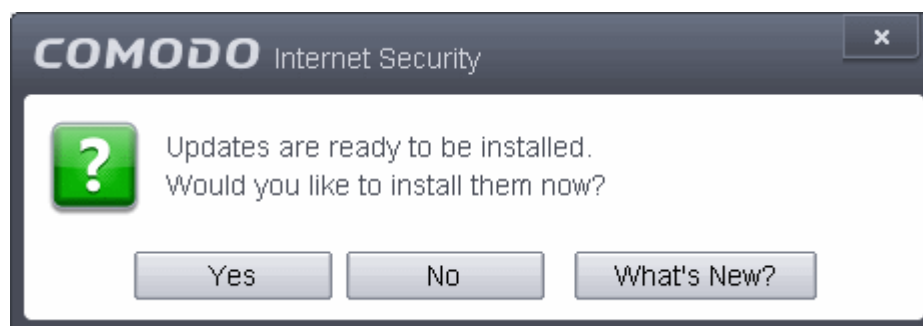 COMODO Internet Security
Updates are ready to be installed.
Would you like to install them now?
Yes No What's New?